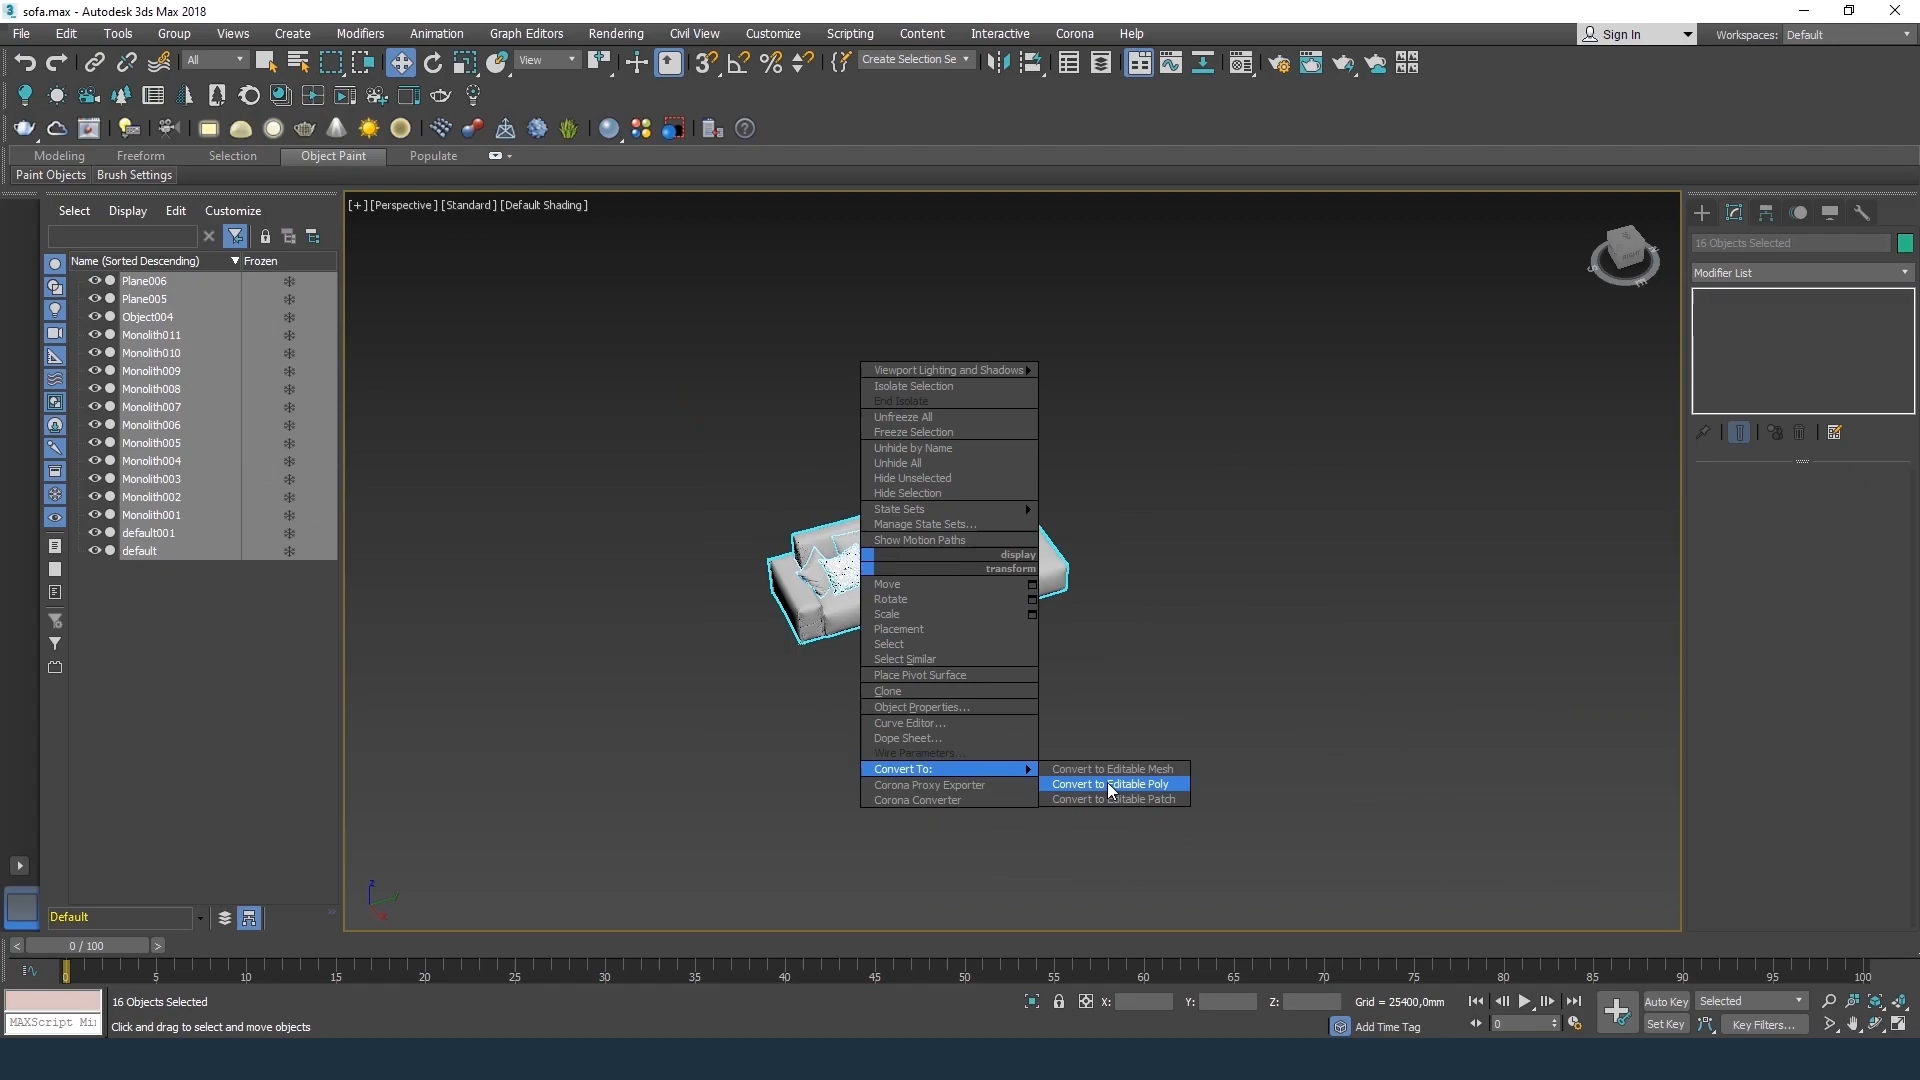 sofa.max - Autodesk 3ds Max 2018
File Edit Tools Group Views Create Modifiers Animation Graph Editors Rendering Civil View Customize Scripting Content Interactive Corona Help
Sign In Workspaces: Default
All View Create Selection Se
Modeling Freeform Selection Object Paint Populate
Paint Objects Brush Settings
Select Display Edit Customize
Name (Sorted Descending) Frozen
Plane006
Plane005
Object004
Monolith011
Monolith010
Monolith009
Monolith008
Monolith007
Monolith006
Monolith005
Monolith004
Monolith003
Monolith002
Monolith001
default001
default
Default
[+] [Perspective] [Standard] [Default Shading]
Viewport Lighting and Shadows
Isolate Selection
End Isolate
Unfreeze All
Freeze Selection
Unhide by Name
Unhide All
Hide Unselected
Hide Selection
State Sets
Manage State Sets...
Show Motion Paths
display
transform
Move
Rotate
Scale
Placement
Select
Select Similar
Place Pivot Surface
Clone
Object Properties...
Curve Editor...
Dope Sheet...
Wire Parameters...
Convert To:
Corona Proxy Exporter
Corona Converter
Convert to Editable Mesh
Convert to Editable Poly
Convert to Editable Patch
z
y
x
16 Objects Selected
Modifier List
0 / 100
0 5 10 15 20 25 30 35 40 45 50 55 60 65 70 75 80 85 90 95 100
MAXScript Mi
16 Objects Selected
Click and drag to select and move objects
X: Y: Z: Grid = 25400,0mm
Add Time Tag
0
Auto Key Selected
Set Key Key Filters...